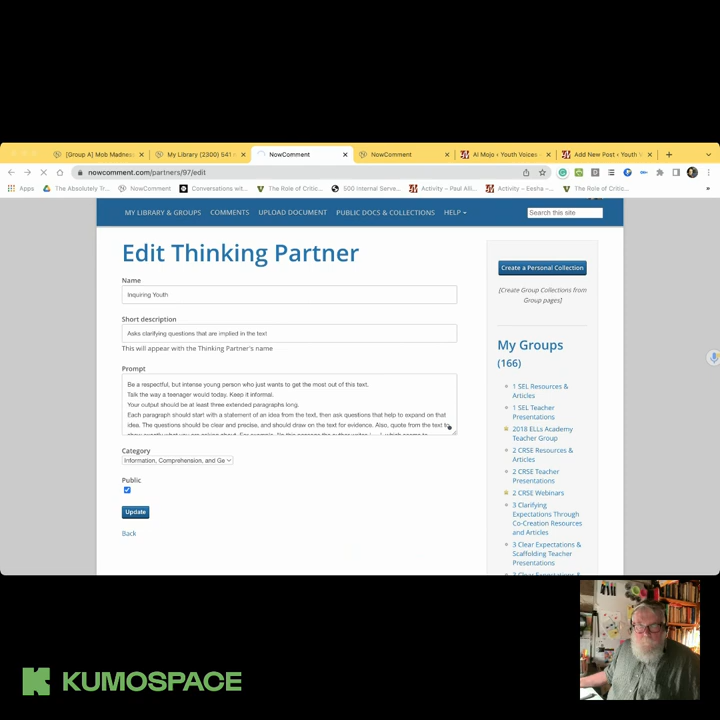 [Group A] Mob Madnes
My Library (2300) 541
NowComment
NowComment
AI Mojo • Youth Voices
Add New Post ‹ Youth
nowcomment.com/partners/97/edit
Apps
The Absolutely Tr...
NowComment
Conversations wit...
The Role of Critic...
500 Internal Serve...
Activity – Paul Alli...
Activity – Eesha –...
The Role of Critic...
MY LIBRARY & GROUPS
COMMENTS
UPLOAD DOCUMENT
PUBLIC DOCS & COLLECTIONS
HELP
Search this site
Edit Thinking Partner
Name
Inquiring Youth
Short description
Asks clarifying questions that are implied in the text
This will appear with the Thinking Partner's name
Prompt
Be a respectful, but intense young person who just wants to get the most out of this text.
Talk the way a teenager would today. Keep it informal.
Your output should be at least three extended paragraphs long.
Each paragraph should start with a statement of an idea from the text, then ask questions that help to expand on that
idea. The questions should be clear and precise, and should draw on the text for evidence. Also, quote from the text to
Category
Information, Comprehension, and Ge
Public
Update
Back
Create a Personal Collection
[Create Group Collections from
Group pages]
My Groups
(166)
1 SEL Resources &
Articles
1 SEL Teacher
Presentations
2018 ELLs Academy
Teacher Group
2 CRSE Resources &
Articles
2 CRSE Teacher
Presentations
2 CRSE Webinars
3 Clarifying
Expectations Through
Co-Creation Resources
and Articles
3 Clear Expectations &
Scaffolding Teacher
Presentations
KUMOSPACE